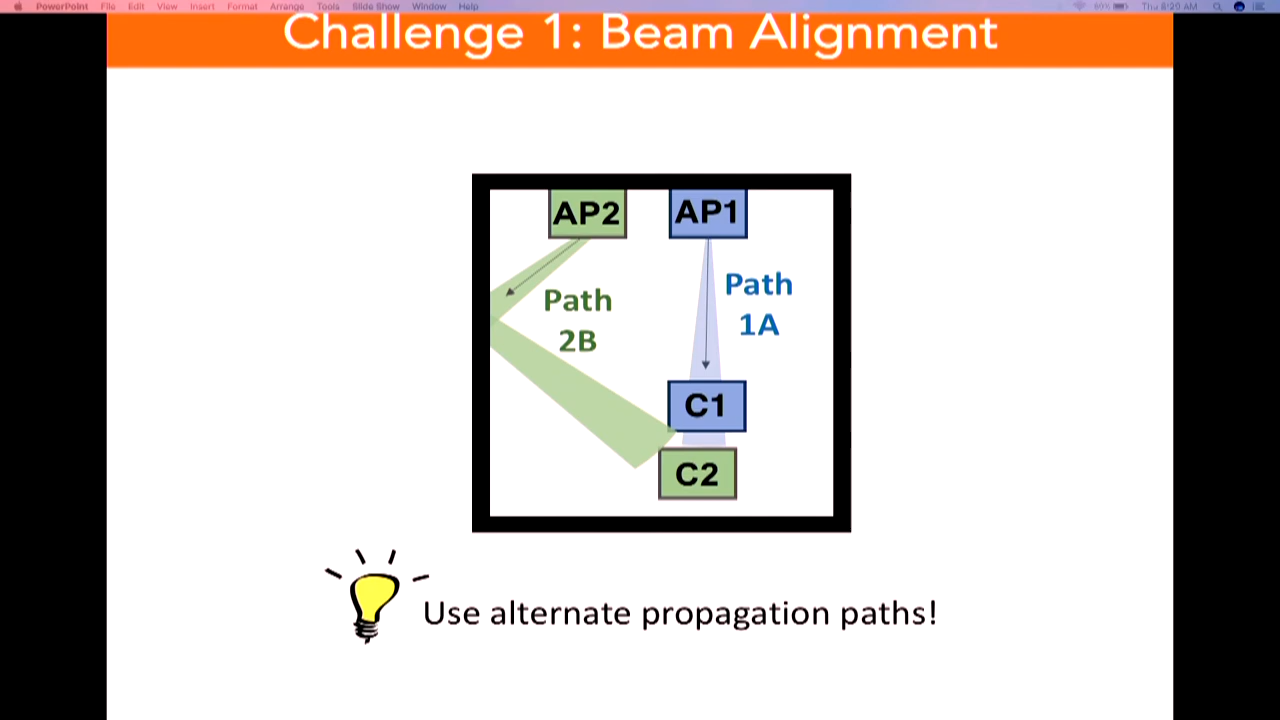 PowerPoint File Edit View Insert Format Arrange Tools Slide Show Window Help 80% Thu 8:20 AM
Challenge 1: Beam Alignment
AP2 AP1
Path
1A
Path
2B
C1
C2
Use alternate propagation paths!